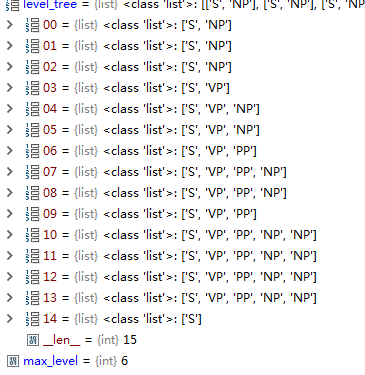 level_tree = {list} <class 'list'>: [['S', 'NP'], ['S', 'NP'], ['S', 'NP
00 = {list} <class 'list'>: ['S', 'NP']
01 = {list} <class 'list'>: ['S', 'NP']
02 = {list} <class 'list'>: ['S', 'NP']
03 = {list} <class 'list'>: ['S', 'VP']
04 = {list} <class 'list'>: ['S', 'VP', 'NP']
05 = {list} <class 'list'>: ['S', 'VP', 'NP']
06 = {list} <class 'list'>: ['S', 'VP', 'PP']
07 = {list} <class 'list'>: ['S', 'VP', 'PP', 'NP']
08 = {list} <class 'list'>: ['S', 'VP', 'PP', 'NP']
09 = {list} <class 'list'>: ['S', 'VP', 'PP']
10 = {list} <class 'list'>: ['S', 'VP', 'PP', 'NP', 'NP']
11 = {list} <class 'list'>: ['S', 'VP', 'PP', 'NP', 'NP']
12 = {list} <class 'list'>: ['S', 'VP', 'PP', 'NP', 'NP']
13 = {list} <class 'list'>: ['S', 'VP', 'PP', 'NP', 'NP']
14 = {list} <class 'list'>: ['S']
__len__ = {int} 15
max_level = {int} 6